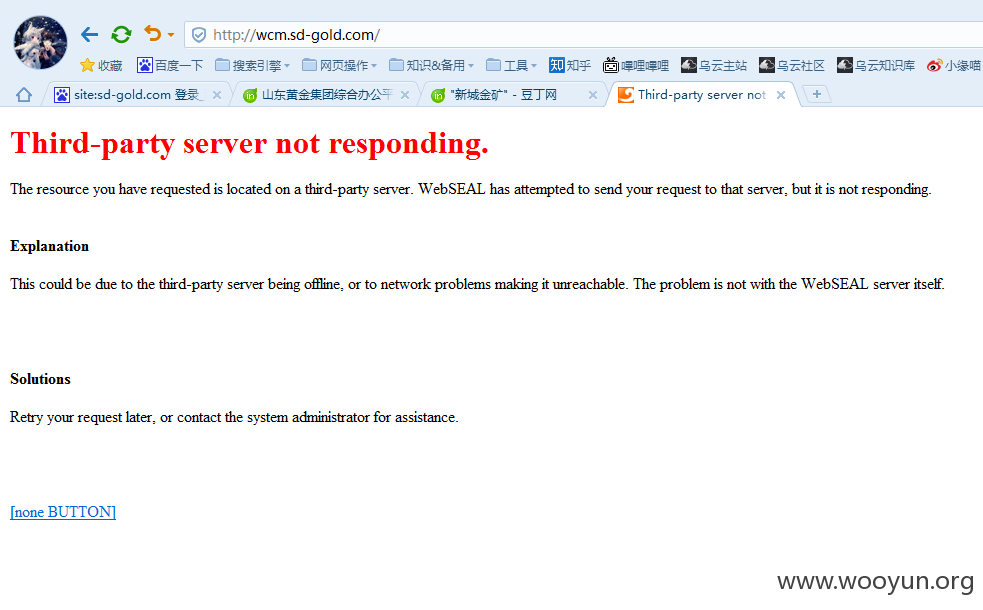 http://wcm.sd-gold.com/
收藏 百度一下 搜索引擎 网页操作 知识&备用 工具 知 知乎 哔哩哔哩 乌云主站 乌云社区 乌云知识库 小缘喵
site:sd-gold.com 登录_ 山东黄金集团综合办公平 "新城金矿" - 豆丁网 Third-party server not
Third-party server not responding.
The resource you have requested is located on a third-party server. WebSEAL has attempted to send your request to that server, but it is not responding.
Explanation
This could be due to the third-party server being offline, or to network problems making it unreachable. The problem is not with the WebSEAL server itself.
Solutions
Retry your request later, or contact the system administrator for assistance.
[none BUTTON]
www.wooyun.org